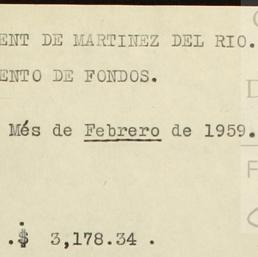 ENT DE MARTINEZ DEL RIO.
ENTO DE FONDOS.
Més de Febrero de 1959.
.$ 3,178.34 .